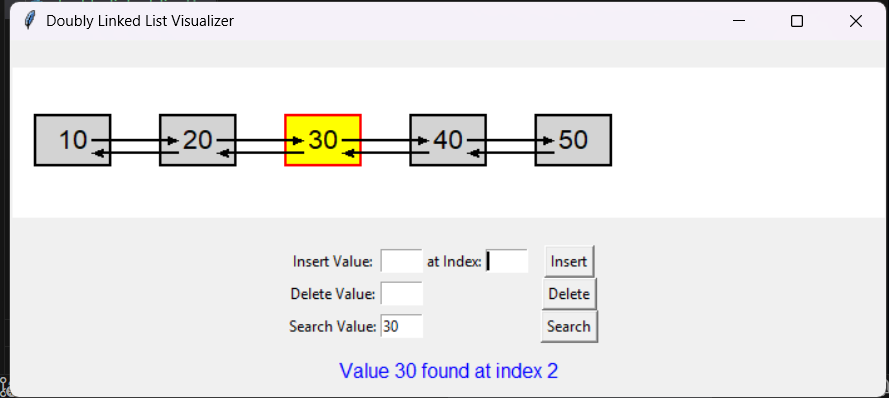 Doubly Linked List Visualizer
10 20 30 40 50
Insert Value: at Index: Insert
Delete Value: Delete
Search Value: 30 Search
Value 30 found at index 2